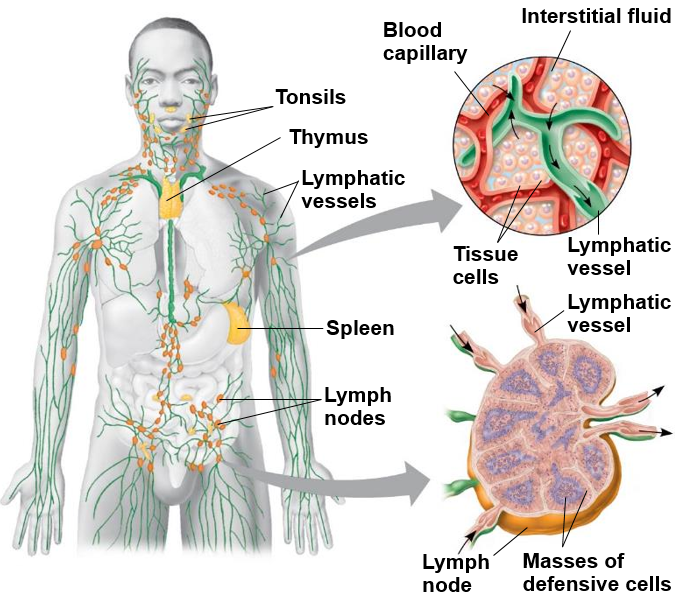 Interstitial fluid
Blood
capillary
Tonsils
Thymus
Lymphatic
vessels
Tissue
cells
Lymphatic
vessel
Lymphatic
vessel
Spleen
Lymph
nodes
Lymph
node
Masses of
defensive cells